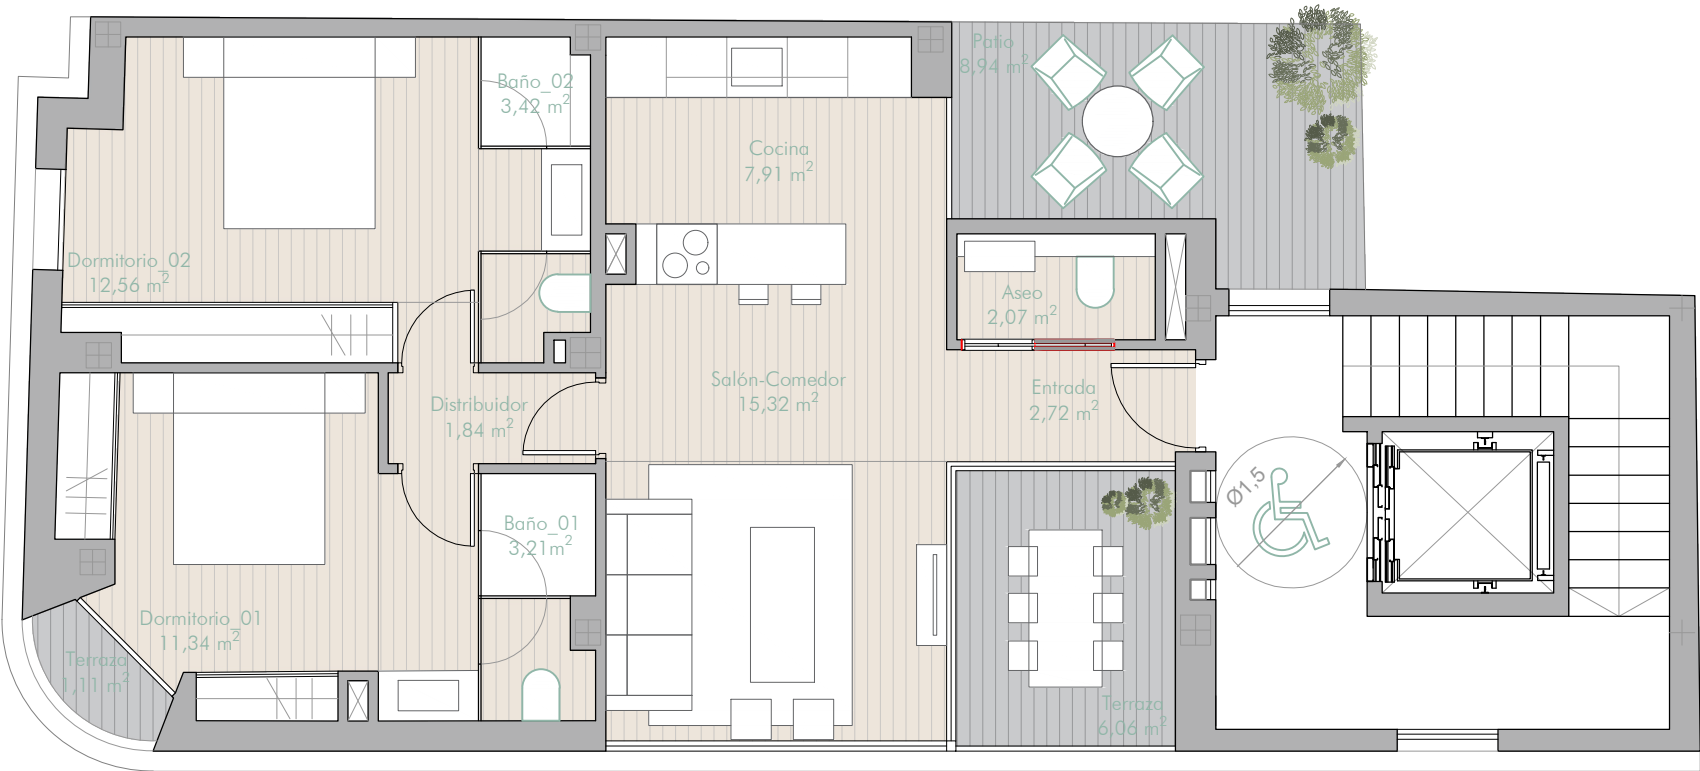 Patio
8,94 m²
Baño_02
3,42 m²
Cocina
7,91 m²
Dormitorio_02
12,56 m²
Aseo
2,07 m²
Salón-Comedor
15,32 m²
Entrada
2,72 m²
Distribuidor
1,84 m²
Ø1,5
Baño_01
3,21m²
Dormitorio_01
11,34 m²
Terraza
1,11 m²
Terraza
6,06 m²